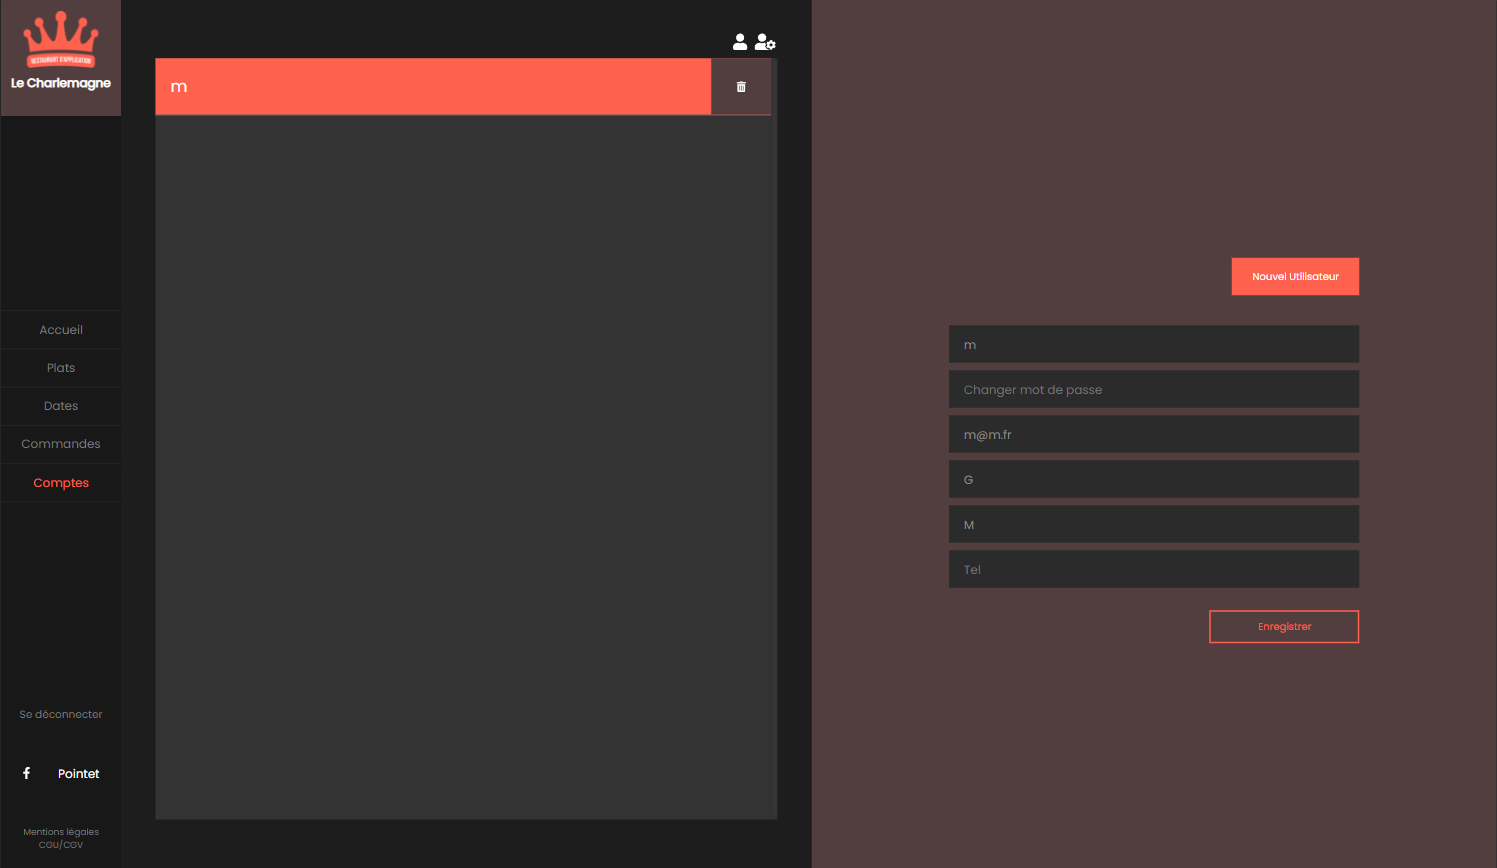 RESTAURANT D'APPLICATION
Le Charlemagne
Accueil
Plats
Dates
Commandes
Comptes
Se déconnecter
Pointet
Mentions légales
CGU/CGV
m
Nouvel Utilisateur
m
Changer mot de passe
m@m.fr
G
M
Tel
Enregistrer